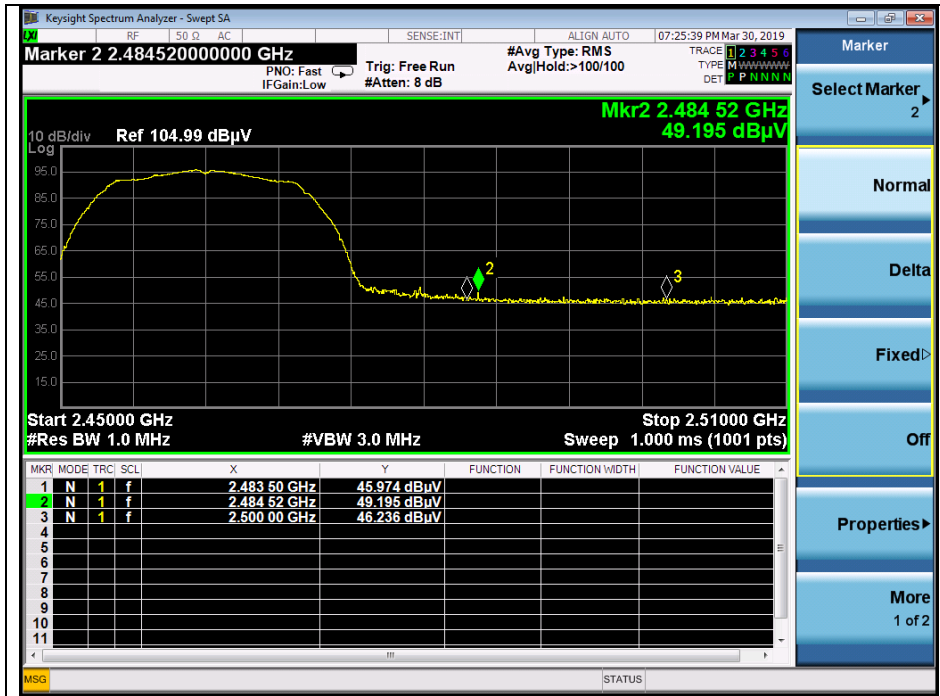 Keysight Spectrum Analyzer - Swept SA
LXI RF 50 Ω AC SENSE:INT ALIGN AUTO 07:25:39 PM Mar 30, 2019
Marker 2 2.484520000000 GHz
PNO: Fast
IFGain:Low
Trig: Free Run
#Atten: 8 dB
#Avg Type: RMS
Avg|Hold:>100/100
TRACE 1 2 3 4 5 6
TYPE M W W W W W
DET P P N N N N
Mkr2 2.484 52 GHz
49.195 dBµV
10 dB/div Ref 104.99 dBµV
Log
95.0
85.0
75.0
65.0
55.0
45.0
35.0
25.0
15.0
2
3
Start 2.45000 GHz Stop 2.51000 GHz
#Res BW 1.0 MHz #VBW 3.0 MHz Sweep 1.000 ms (1001 pts)
MKR MODE TRC SCL X Y FUNCTION FUNCTION WIDTH FUNCTION VALUE
1 N 1 f 2.483 50 GHz 45.974 dBµV
2 N 1 f 2.484 52 GHz 49.195 dBµV
3 N 1 f 2.500 00 GHz 46.236 dBµV
4
5
6
7
8
9
10
11
MSG STATUS
Marker
Select Marker
2
Normal
Delta
Fixed
Off
Properties
More
1 of 2